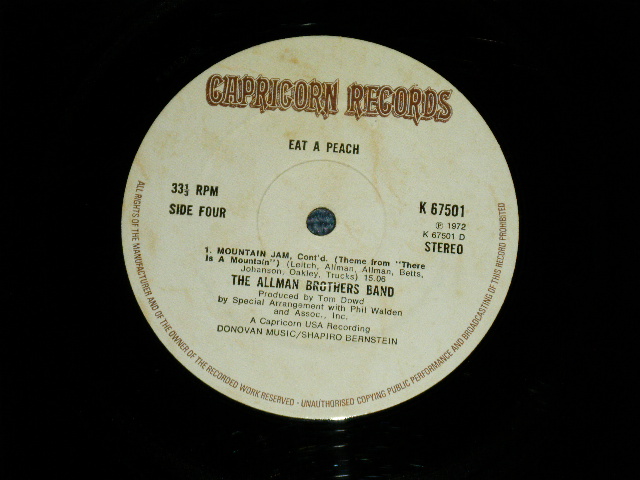 CAPRICORN RECORDS
EAT A PEACH
33⅓ RPM
SIDE FOUR
K 67501
℗ 1972
K 67501 D
STEREO
1. MOUNTAIN JAM, Cont'd. (Theme from "There
Is A Mountain") (Leitch, Allman, Allman, Betts,
Johanson, Oakley, Trucks) 15.06
THE ALLMAN BROTHERS BAND
Produced by Tom Dowd
by Special Arrangement with Phil Walden
and Assoc., Inc.
A Capricorn USA Recording
DONOVAN MUSIC/SHAPIRO BERNSTEIN
ALL RIGHTS OF THE MANUFACTURER AND OF THE OWNER OF THE RECORDED WORK RESERVED - UNAUTHORISED COPYING PUBLIC PERFORMANCE AND BROADCASTING OF THIS RECORD PROHIBITED